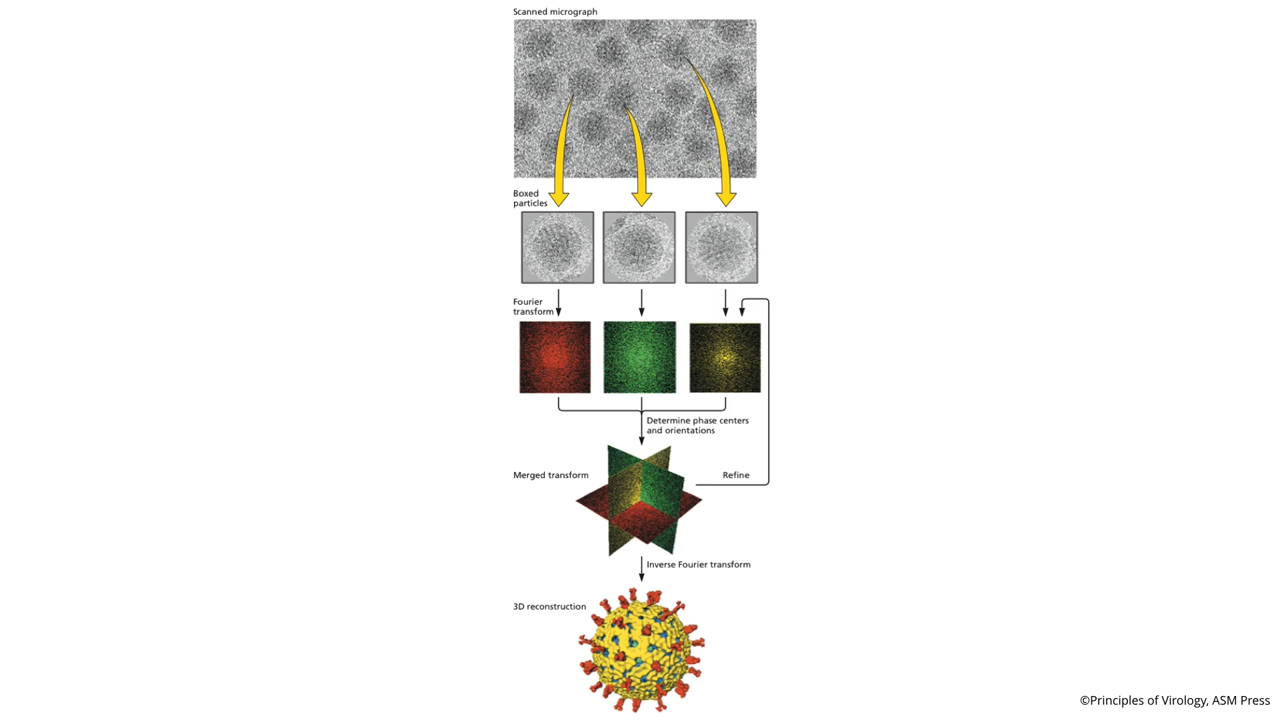 Scanned micrograph
Boxed
particles
Fourier
transform
Determine phase centers
and orientations
Merged transform
Refine
Inverse Fourier transform
3D reconstruction
©Principles of Virology, ASM Press